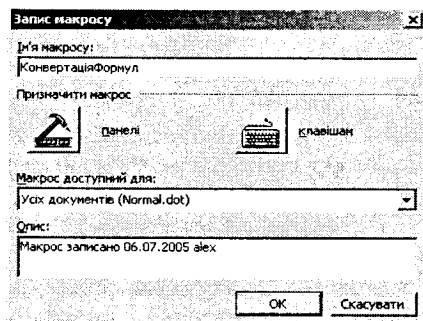 Запис макросу
Ім'я макросу:
КонвертаціяФормул
Призначити макрос
панелі
клавішам
Макрос доступний для:
Усіх документів (Normal.dot)
Опис:
Макрос записано 06.07.2005 alex
ОК
Скасувати